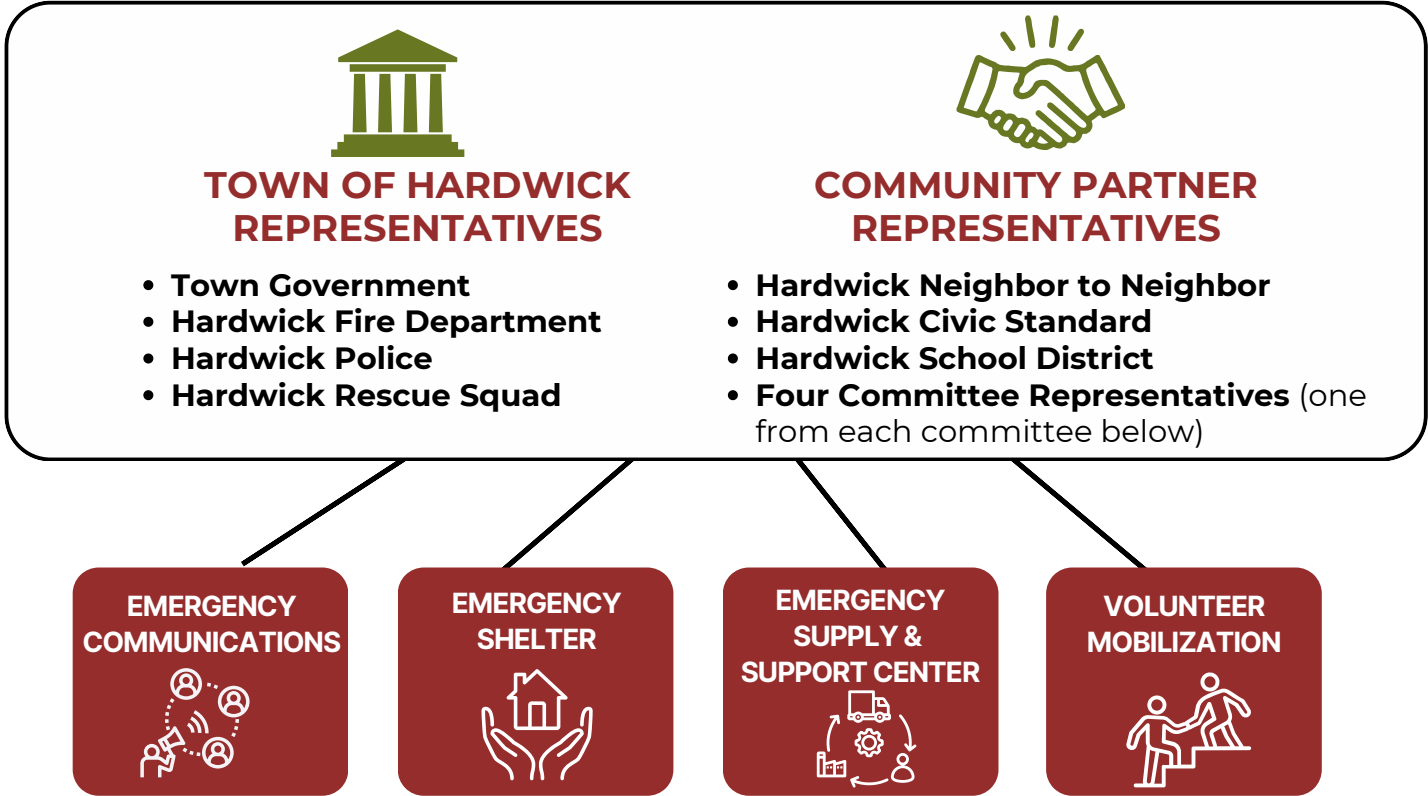 TOWN OF HARDWICK
REPRESENTATIVES
• Town Government
• Hardwick Fire Department
• Hardwick Police
• Hardwick Rescue Squad
COMMUNITY PARTNER
REPRESENTATIVES
• Hardwick Neighbor to Neighbor
• Hardwick Civic Standard
• Hardwick School District
• Four Committee Representatives (one
from each committee below)
EMERGENCY
COMMUNICATIONS
EMERGENCY
SHELTER
EMERGENCY
SUPPLY &
SUPPORT CENTER
VOLUNTEER
MOBILIZATION